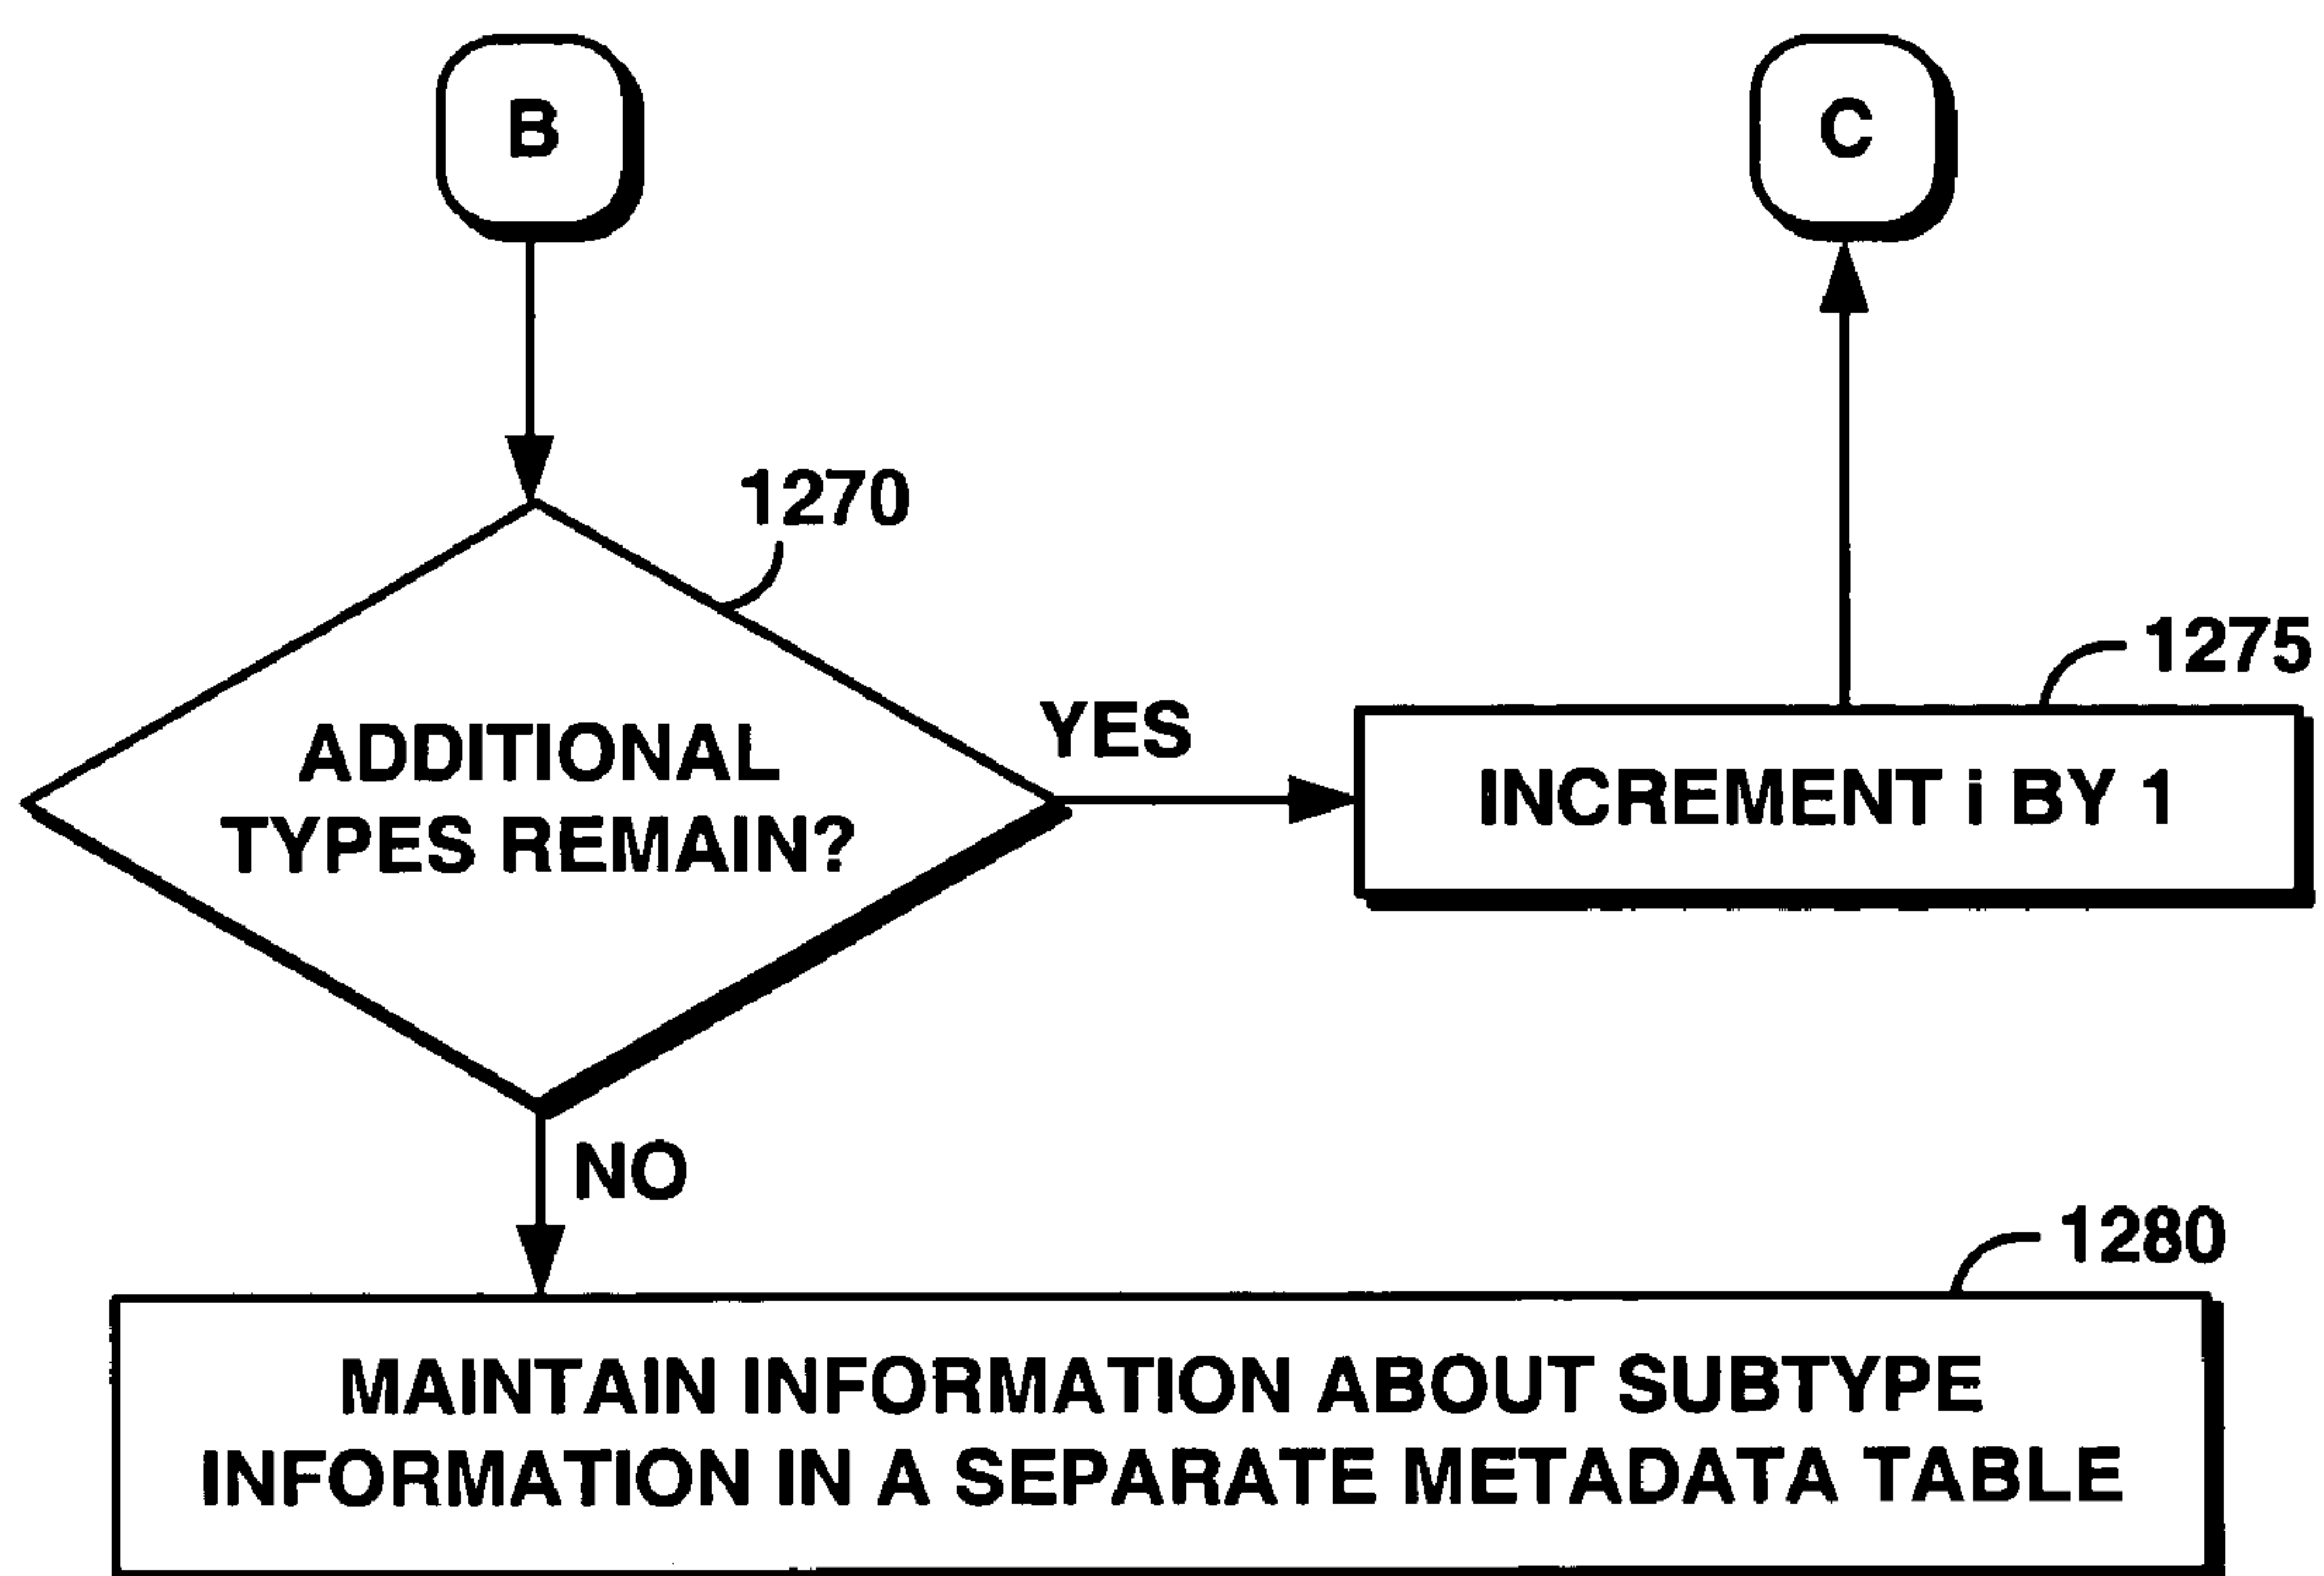 B
C
1270
1275
ADDITIONAL
TYPES REMAIN?
YES
INCREMENT i BY 1
NO
1280
MAINTAIN INFORMATION ABOUT SUBTYPE
INFORMATION IN A SEPARATE METADATA TABLE